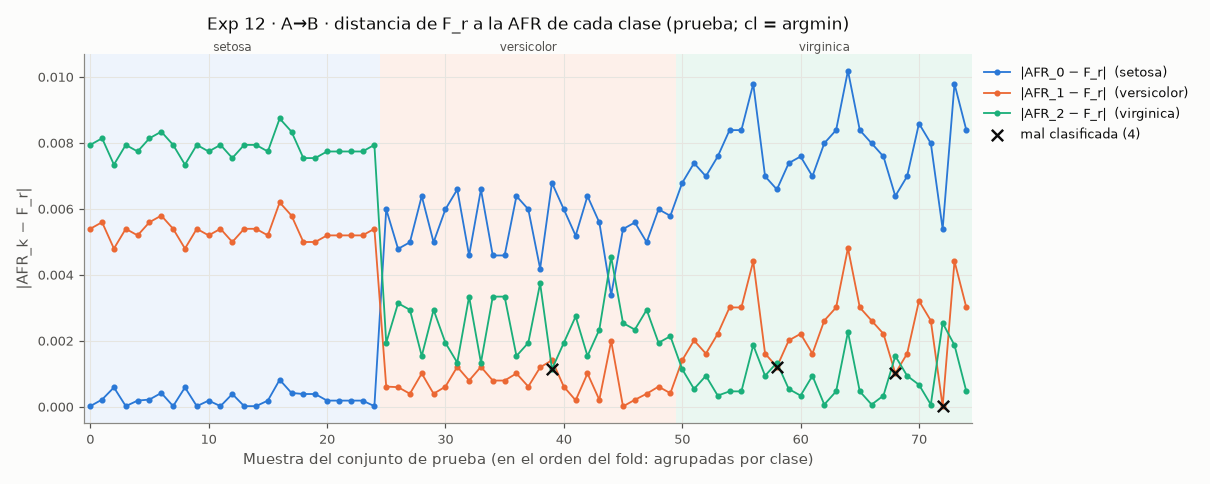 Exp 12 · A→B · distancia de F_r a la AFR de cada clase (prueba; cl = argmin)
setosa
versicolor
virginica
|AFR_0 − F_r| (setosa)
|AFR_1 − F_r| (versicolor)
|AFR_2 − F_r| (virginica)
mal clasificada (4)
|AFR_k − F_r|
0.010
0.008
0.006
0.004
0.002
0.000
0 10 20 30 40 50 60 70
Muestra del conjunto de prueba (en el orden del fold: agrupadas por clase)